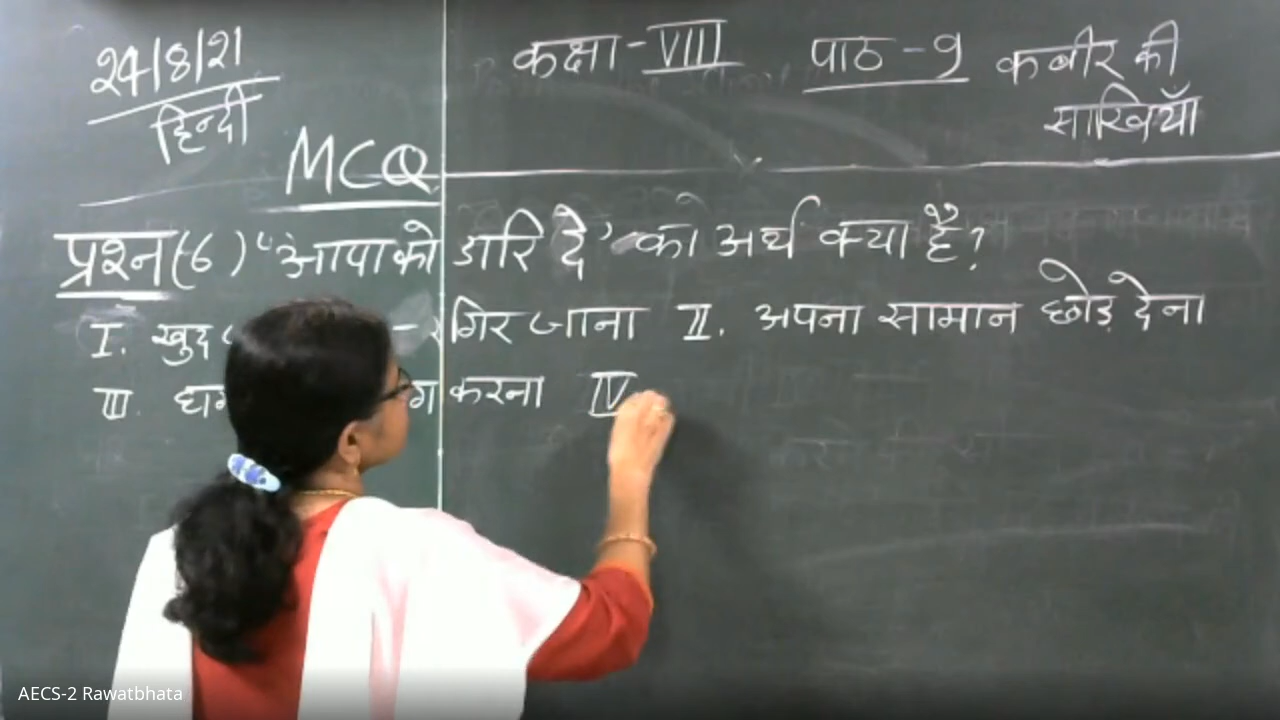 24/8/21
हिन्दी
कक्षा - VIII पाठ - 9 कबीर की
साखियाँ
MCQ
प्रश्न (6) “आपा को डारि दे’ का अर्थ क्या है?
I. खुद गिर जाना II. अपना सामान छोड़ देना
III. करना IV
AECS-2 Rawatbhata